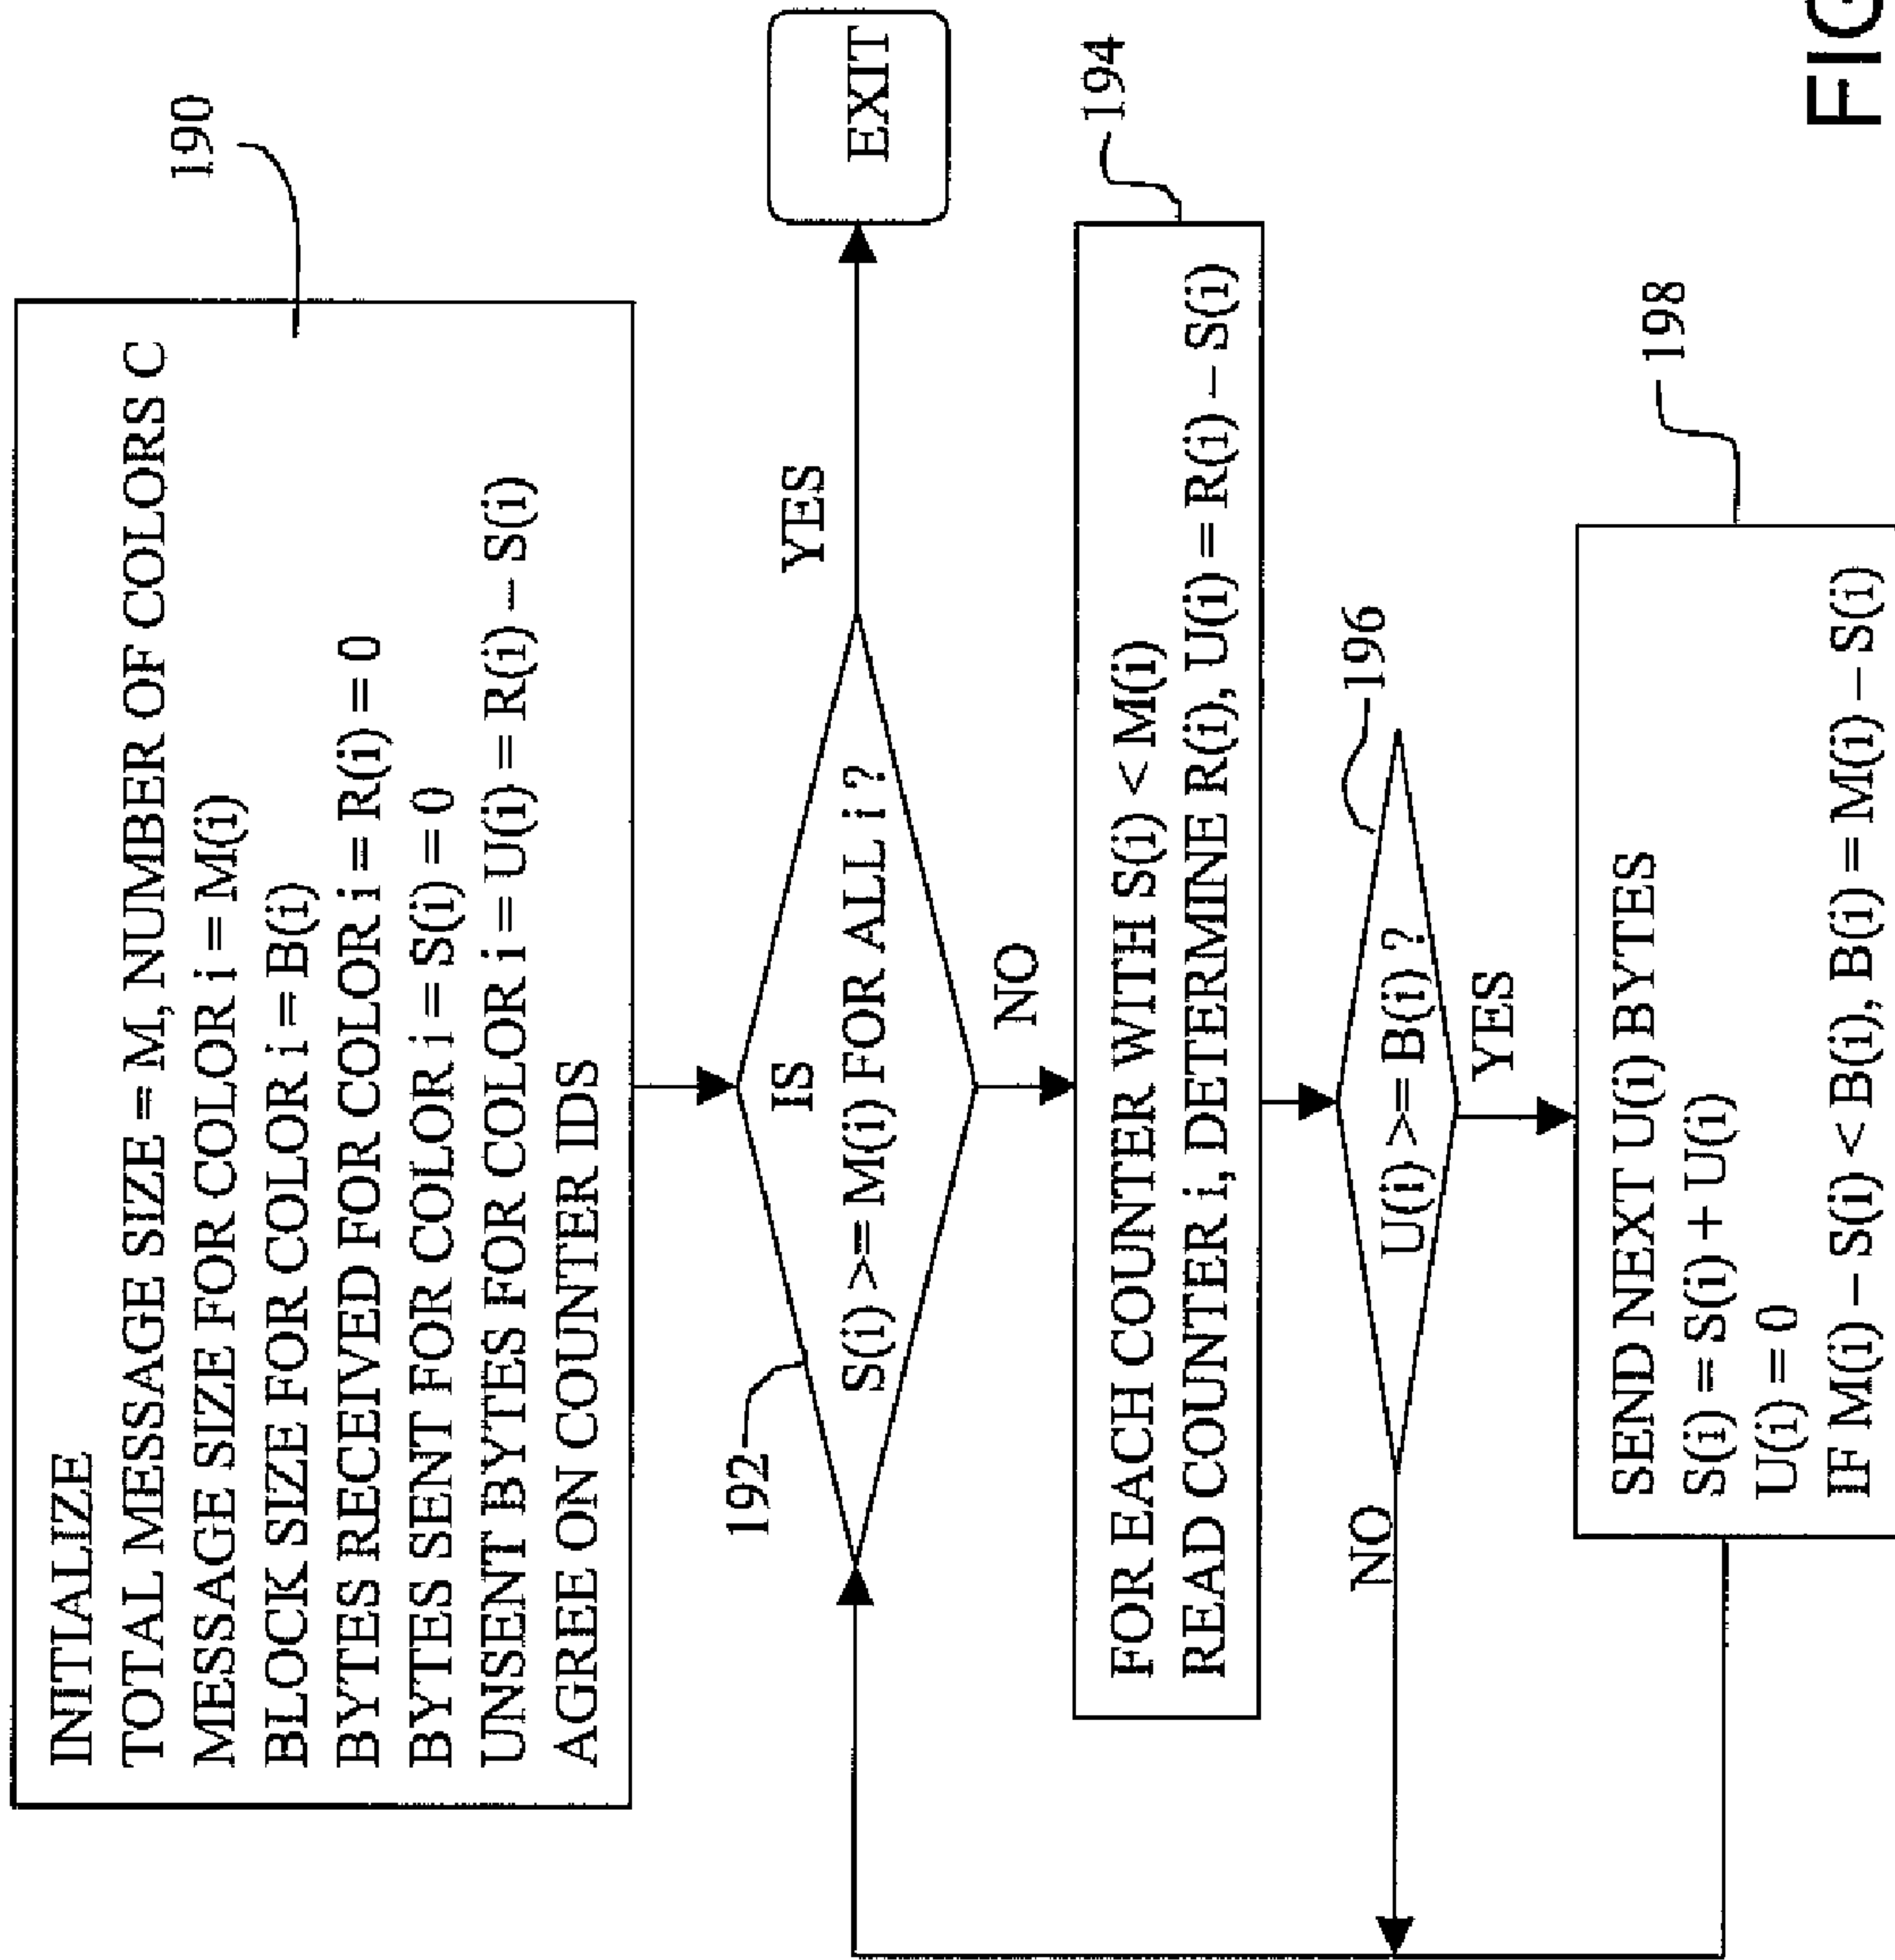 INITIALIZE
TOTAL MESSAGE SIZE = M, NUMBER OF COLORS C
MESSAGE SIZE FOR COLOR i = M(i)
BLOCK SIZE FOR COLOR i = B(i)
BYTES RECEIVED FOR COLOR i = R(i) = 0
BYTES SENT FOR COLOR i = S(i) = 0
UNSENT BYTES FOR COLOR i = U(i) = R(i) – S(i)
AGREE ON COUNTER IDS
190
192
IS
S(i) >= M(i) FOR ALL i ?
YES
EXIT
NO
FOR EACH COUNTER WITH S(i) < M(i)
READ COUNTER i, DETERMINE R(i), U(i) = R(i) – S(i)
194
196
U(i) >= B(i) ?
NO
YES
SEND NEXT U(i) BYTES
S(i) = S(i) + U(i)
U(i) = 0
IF M(i) – S(i) < B(i), B(i) = M(i) – S(i)
198